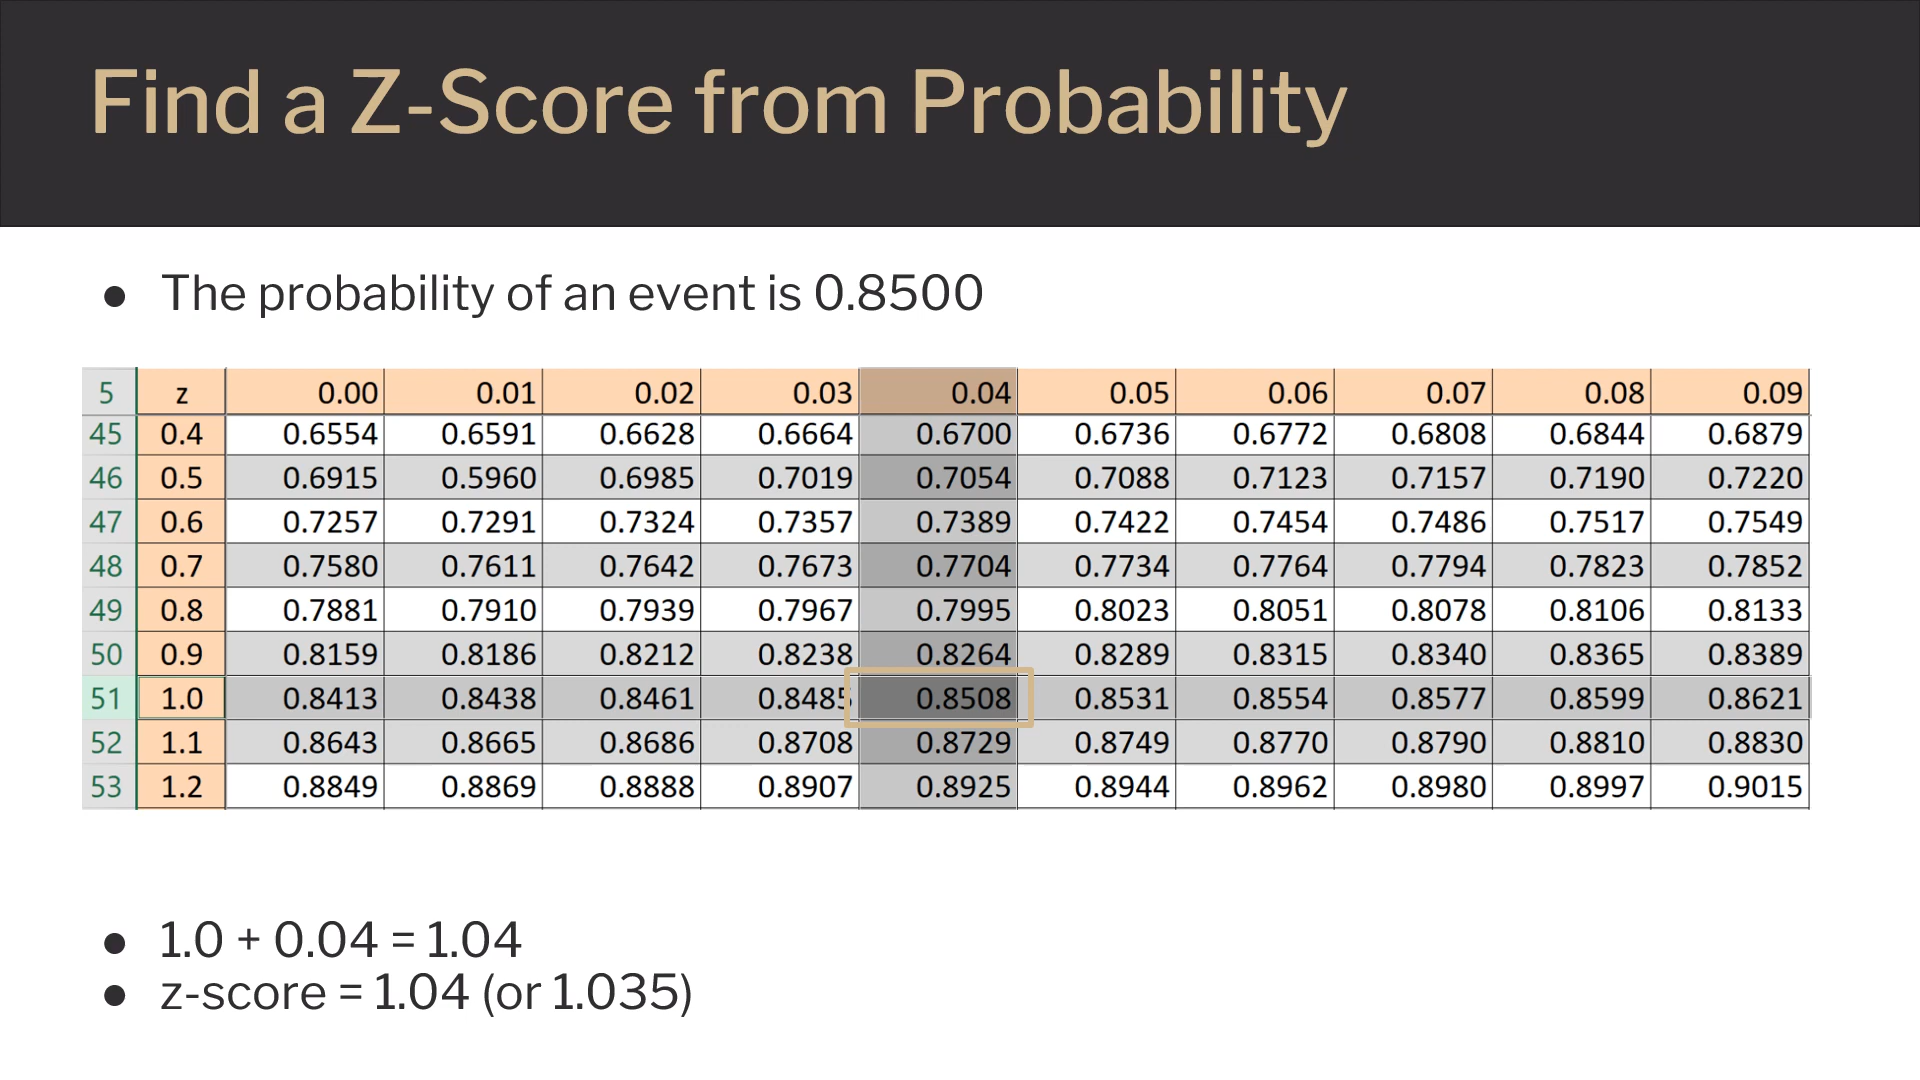 Find a Z-Score from Probability
● The probability of an event is 0.8500
5 z 0.00 0.01 0.02 0.03 0.04 0.05 0.06 0.07 0.08 0.09
45 0.4 0.6554 0.6591 0.6628 0.6664 0.6700 0.6736 0.6772 0.6808 0.6844 0.6879
46 0.5 0.6915 0.5960 0.6985 0.7019 0.7054 0.7088 0.7123 0.7157 0.7190 0.7220
47 0.6 0.7257 0.7291 0.7324 0.7357 0.7389 0.7422 0.7454 0.7486 0.7517 0.7549
48 0.7 0.7580 0.7611 0.7642 0.7673 0.7704 0.7734 0.7764 0.7794 0.7823 0.7852
49 0.8 0.7881 0.7910 0.7939 0.7967 0.7995 0.8023 0.8051 0.8078 0.8106 0.8133
50 0.9 0.8159 0.8186 0.8212 0.8238 0.8264 0.8289 0.8315 0.8340 0.8365 0.8389
51 1.0 0.8413 0.8438 0.8461 0.8485 0.8508 0.8531 0.8554 0.8577 0.8599 0.8621
52 1.1 0.8643 0.8665 0.8686 0.8708 0.8729 0.8749 0.8770 0.8790 0.8810 0.8830
53 1.2 0.8849 0.8869 0.8888 0.8907 0.8925 0.8944 0.8962 0.8980 0.8997 0.9015
● 1.0 + 0.04 = 1.04
● z-score = 1.04 (or 1.035)